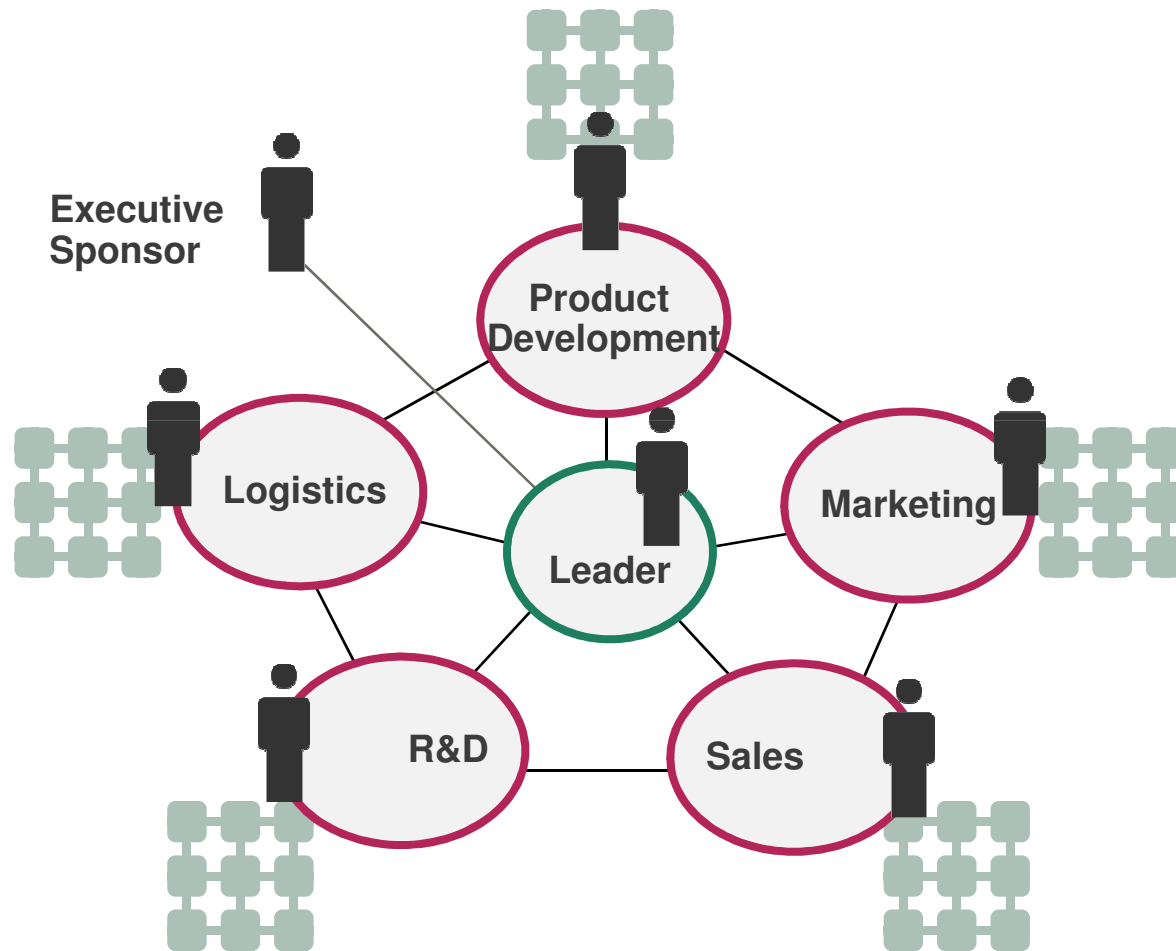 Executive
Sponsor
Product
Development
Logistics
Marketing
Leader
R&D
Sales